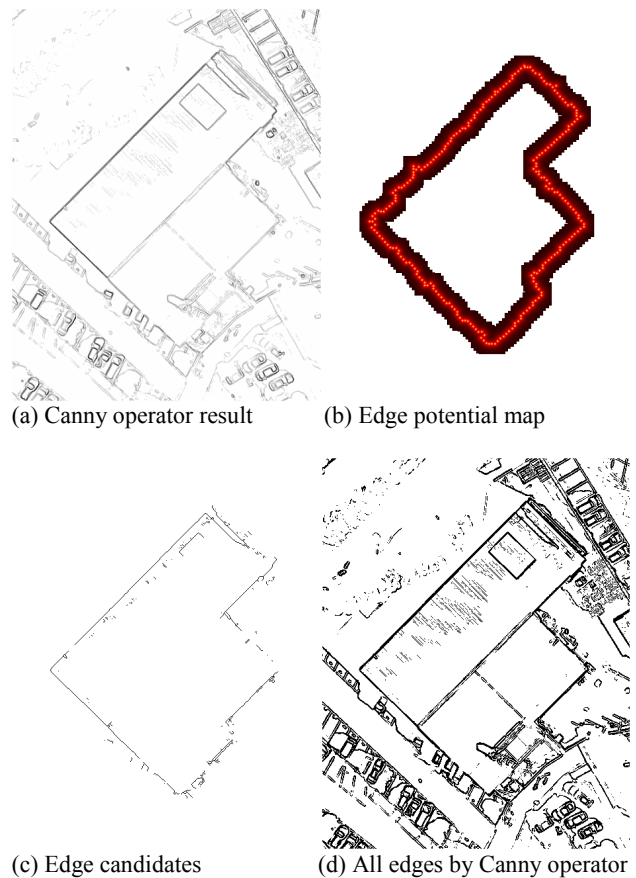 (a) Canny operator result
(b) Edge potential map
(c) Edge candidates
(d) All edges by Canny operator